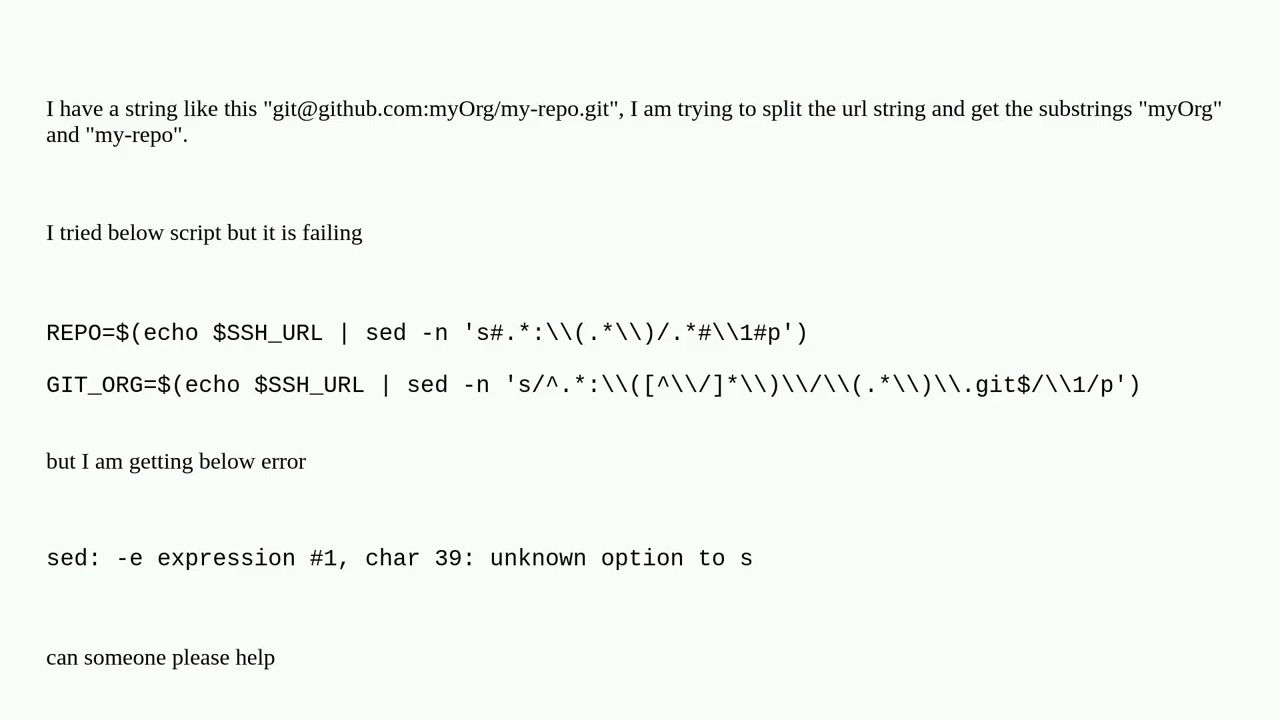 I have a string like this "git@github.com:myOrg/my-repo.git", I am trying to split the url string and get the substrings "myOrg"
and "my-repo".
I tried below script but it is failing
REPO=$(echo $SSH_URL | sed -n 's#.*:\\(.*\\)/.*#\\1#p')
GIT_ORG=$(echo $SSH_URL | sed -n 's/^.*:\\([^\\/]*\\)\\/\\(.*\\)\\.git$/\\1/p')
but I am getting below error
sed: -e expression #1, char 39: unknown option to s
can someone please help